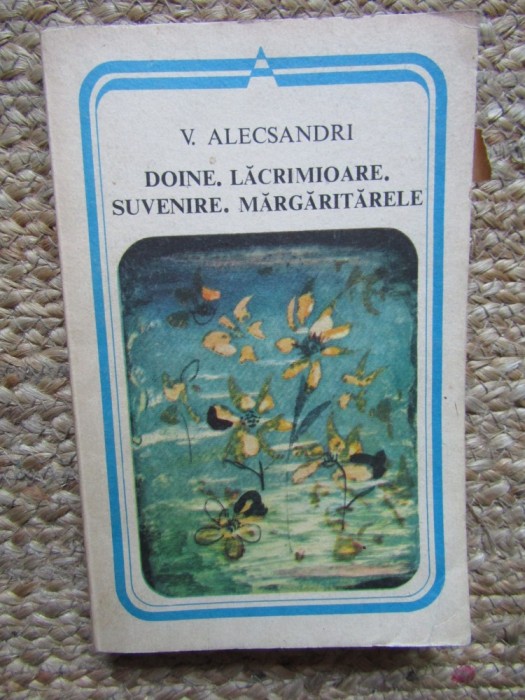 V. ALECSANDRI
DOINE. LĂCRIMIOARE.
SUVENIRE. MĂRGĂRITĂRELE